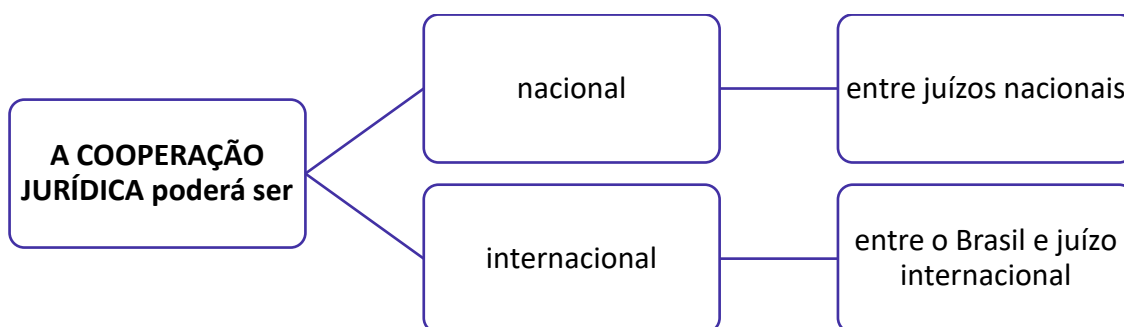 A COOPERAÇÃO
JURÍDICA poderá ser
nacional
entre juízos nacionais
internacional
entre o Brasil e juízo
internacional